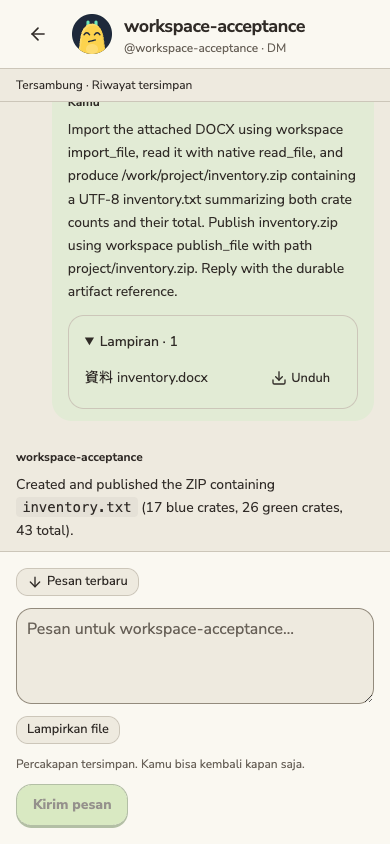 workspace-acceptance
@workspace-acceptance · DM
Tersambung · Riwayat tersimpan
Kamu
Import the attached DOCX using workspace
import_file, read it with native read_file, and
produce /work/project/inventory.zip containing
a UTF-8 inventory.txt summarizing both crate
counts and their total. Publish inventory.zip
using workspace publish_file with path
project/inventory.zip. Reply with the durable
artifact reference.
▼ Lampiran · 1
資料 inventory.docx
Unduh
workspace-acceptance
Created and published the ZIP containing
inventory.txt (17 blue crates, 26 green crates,
43 total).
Pesan terbaru
Pesan untuk workspace-acceptance...
Lampirkan file
Percakapan tersimpan. Kamu bisa kembali kapan saja.
Kirim pesan